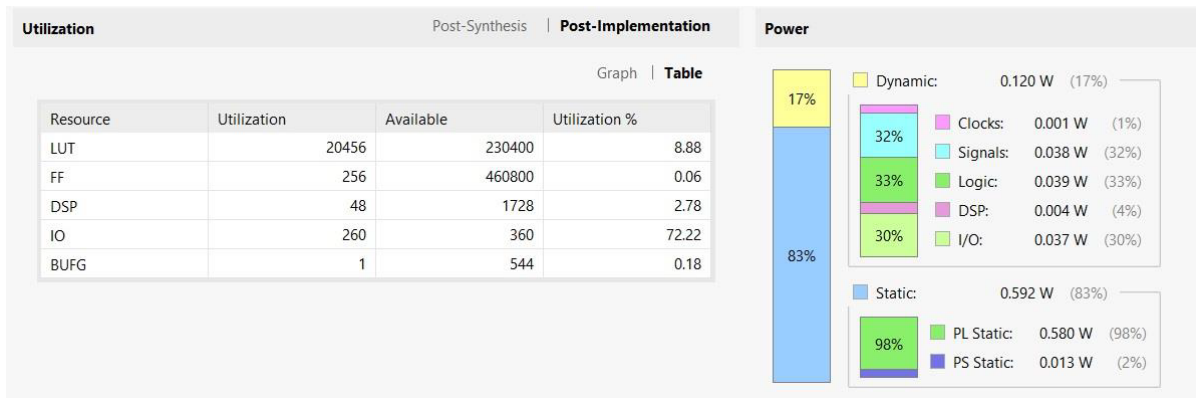 Utilization Post-Synthesis | Post-Implementation
Graph | Table
Resource Utilization Available Utilization %
LUT 20456 230400 8.88
FF 256 460800 0.06
DSP 48 1728 2.78
IO 260 360 72.22
BUFG 1 544 0.18
Power
17%
83%
Dynamic: 0.120 W (17%)
32%
33%
30%
Clocks: 0.001 W (1%)
Signals: 0.038 W (32%)
Logic: 0.039 W (33%)
DSP: 0.004 W (4%)
I/O: 0.037 W (30%)
Static: 0.592 W (83%)
98%
PL Static: 0.580 W (98%)
PS Static: 0.013 W (2%)